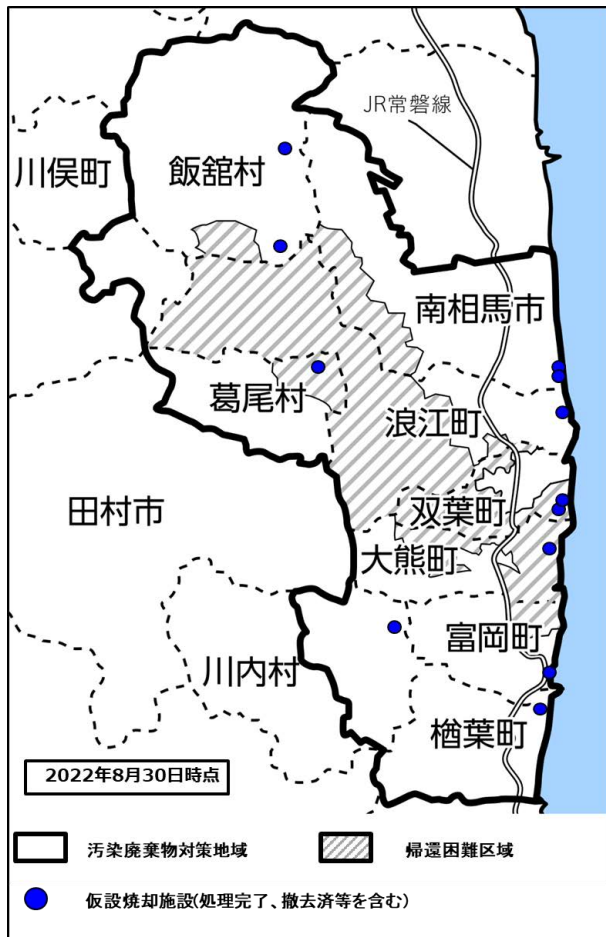 JR常磐線
川俣町
飯舘村
南相馬市
葛尾村
浪江町
田村市
双葉町
大熊町
富岡町
川内村
楢葉町
2022年8月30日時点
汚染廃棄物対策地域
帰還困難区域
仮設焼却施設(処理完了、撤去済等を含む)